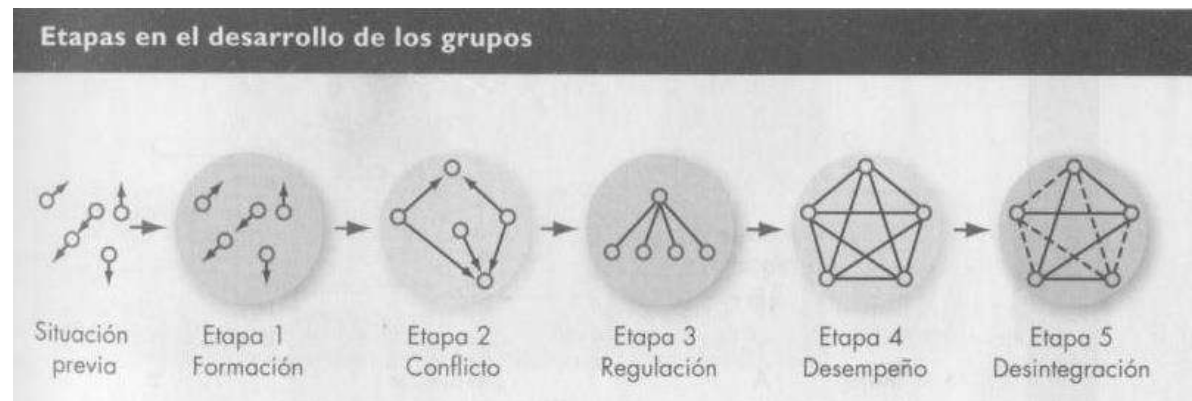 Etapas en el desarrollo de los grupos
Situación
previa
Etapa 1
Formación
Etapa 2
Conflicto
Etapa 3
Regulación
Etapa 4
Desempeño
Etapa 5
Desintegración